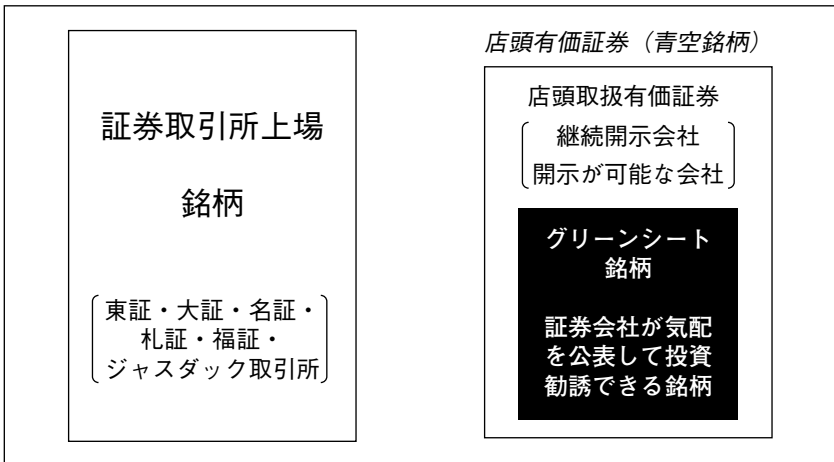 証券取引所上場
銘柄
東証・大証・名証・
札証・福証・
ジャスダック取引所
店頭有価証券（青空銘柄）
店頭取扱有価証券
継続開示会社
開示が可能な会社
グリーンシート
銘柄
証券会社が気配
を公表して投資
勧誘できる銘柄